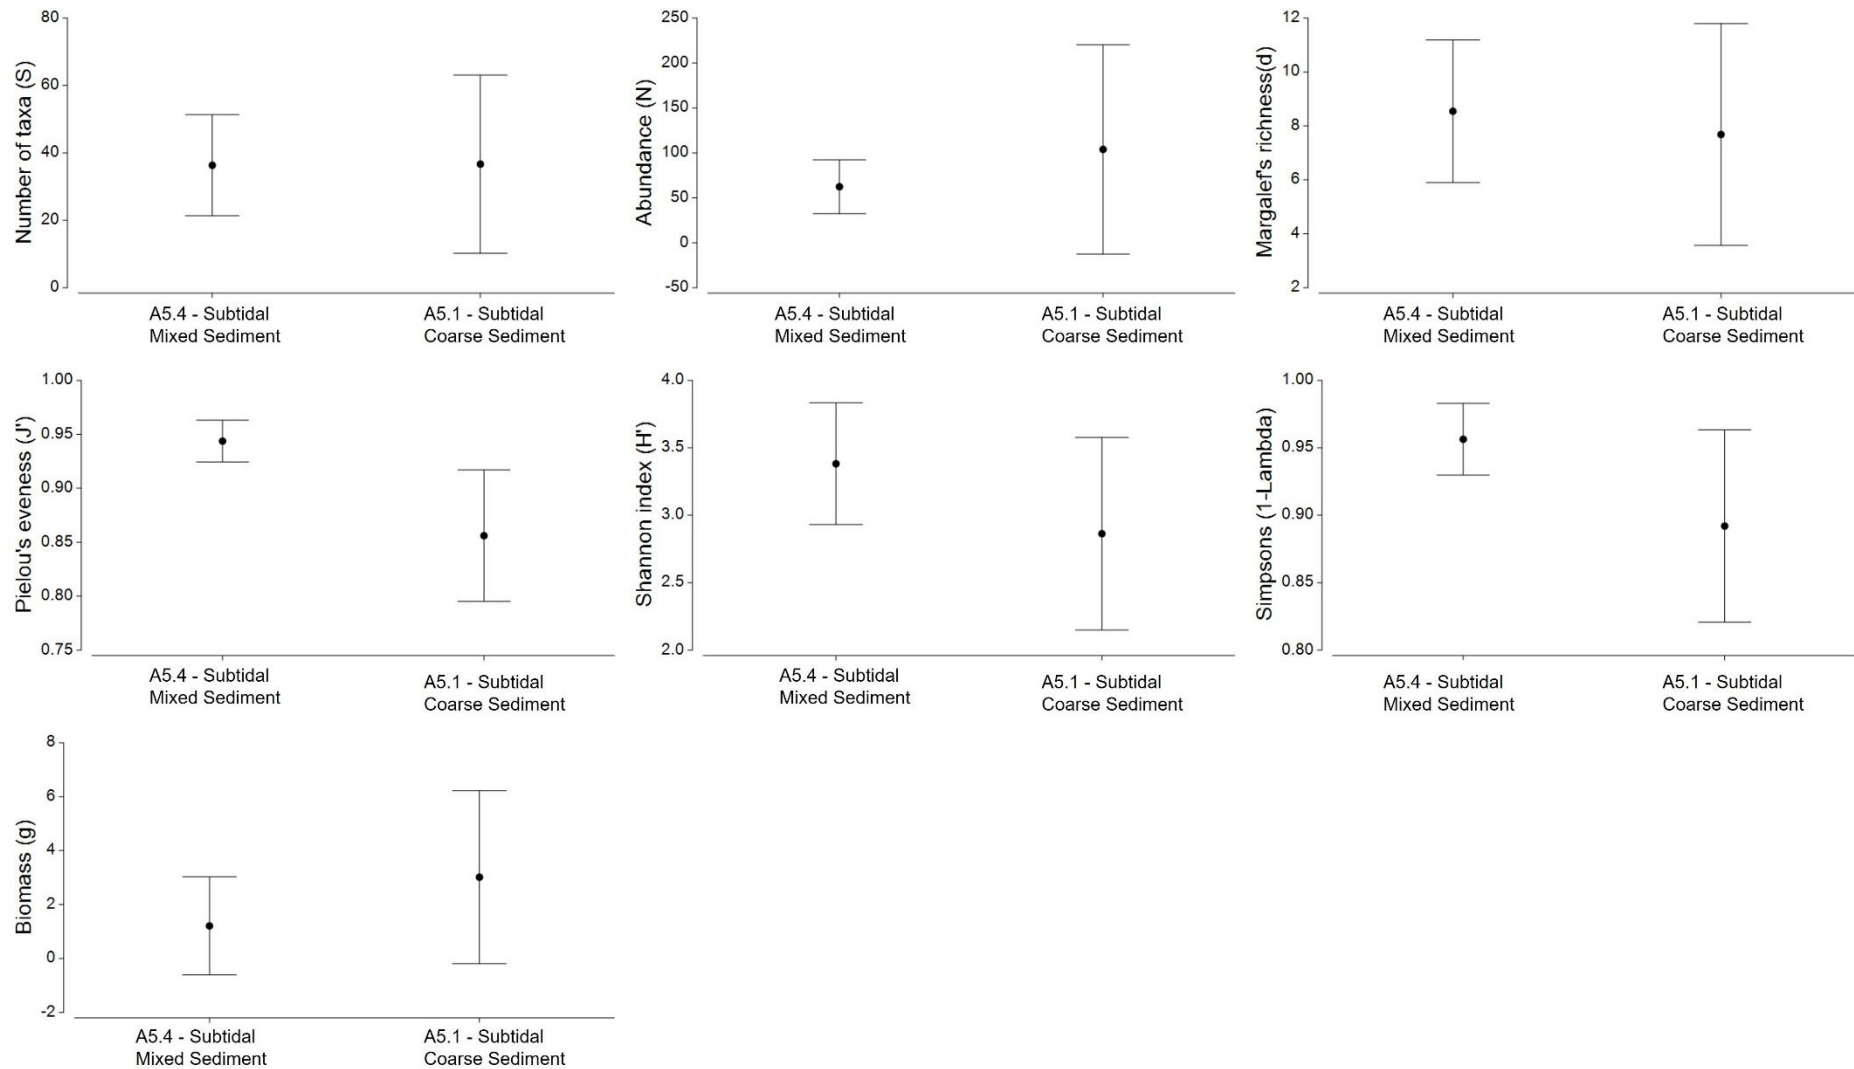 Number of taxa (S)
80
60
40
20
0
A5.4 - Subtidal
Mixed Sediment
A5.1 - Subtidal
Coarse Sediment
Abundance (N)
250
200
150
100
50
0
-50
A5.4 - Subtidal
Mixed Sediment
A5.1 - Subtidal
Coarse Sediment
Margalef's richness(d)
12
10
8
6
4
2
A5.4 - Subtidal
Mixed Sediment
A5.1 - Subtidal
Coarse Sediment
Pielou's eveness (J')
1.00
0.95
0.90
0.85
0.80
0.75
A5.4 - Subtidal
Mixed Sediment
A5.1 - Subtidal
Coarse Sediment
Shannon index (H')
4.0
3.5
3.0
2.5
2.0
A5.4 - Subtidal
Mixed Sediment
A5.1 - Subtidal
Coarse Sediment
Simpsons (1-Lambda)
1.00
0.95
0.90
0.85
0.80
A5.4 - Subtidal
Mixed Sediment
A5.1 - Subtidal
Coarse Sediment
Biomass (g)
8
6
4
2
0
-2
A5.4 - Subtidal
Mixed Sediment
A5.1 - Subtidal
Coarse Sediment